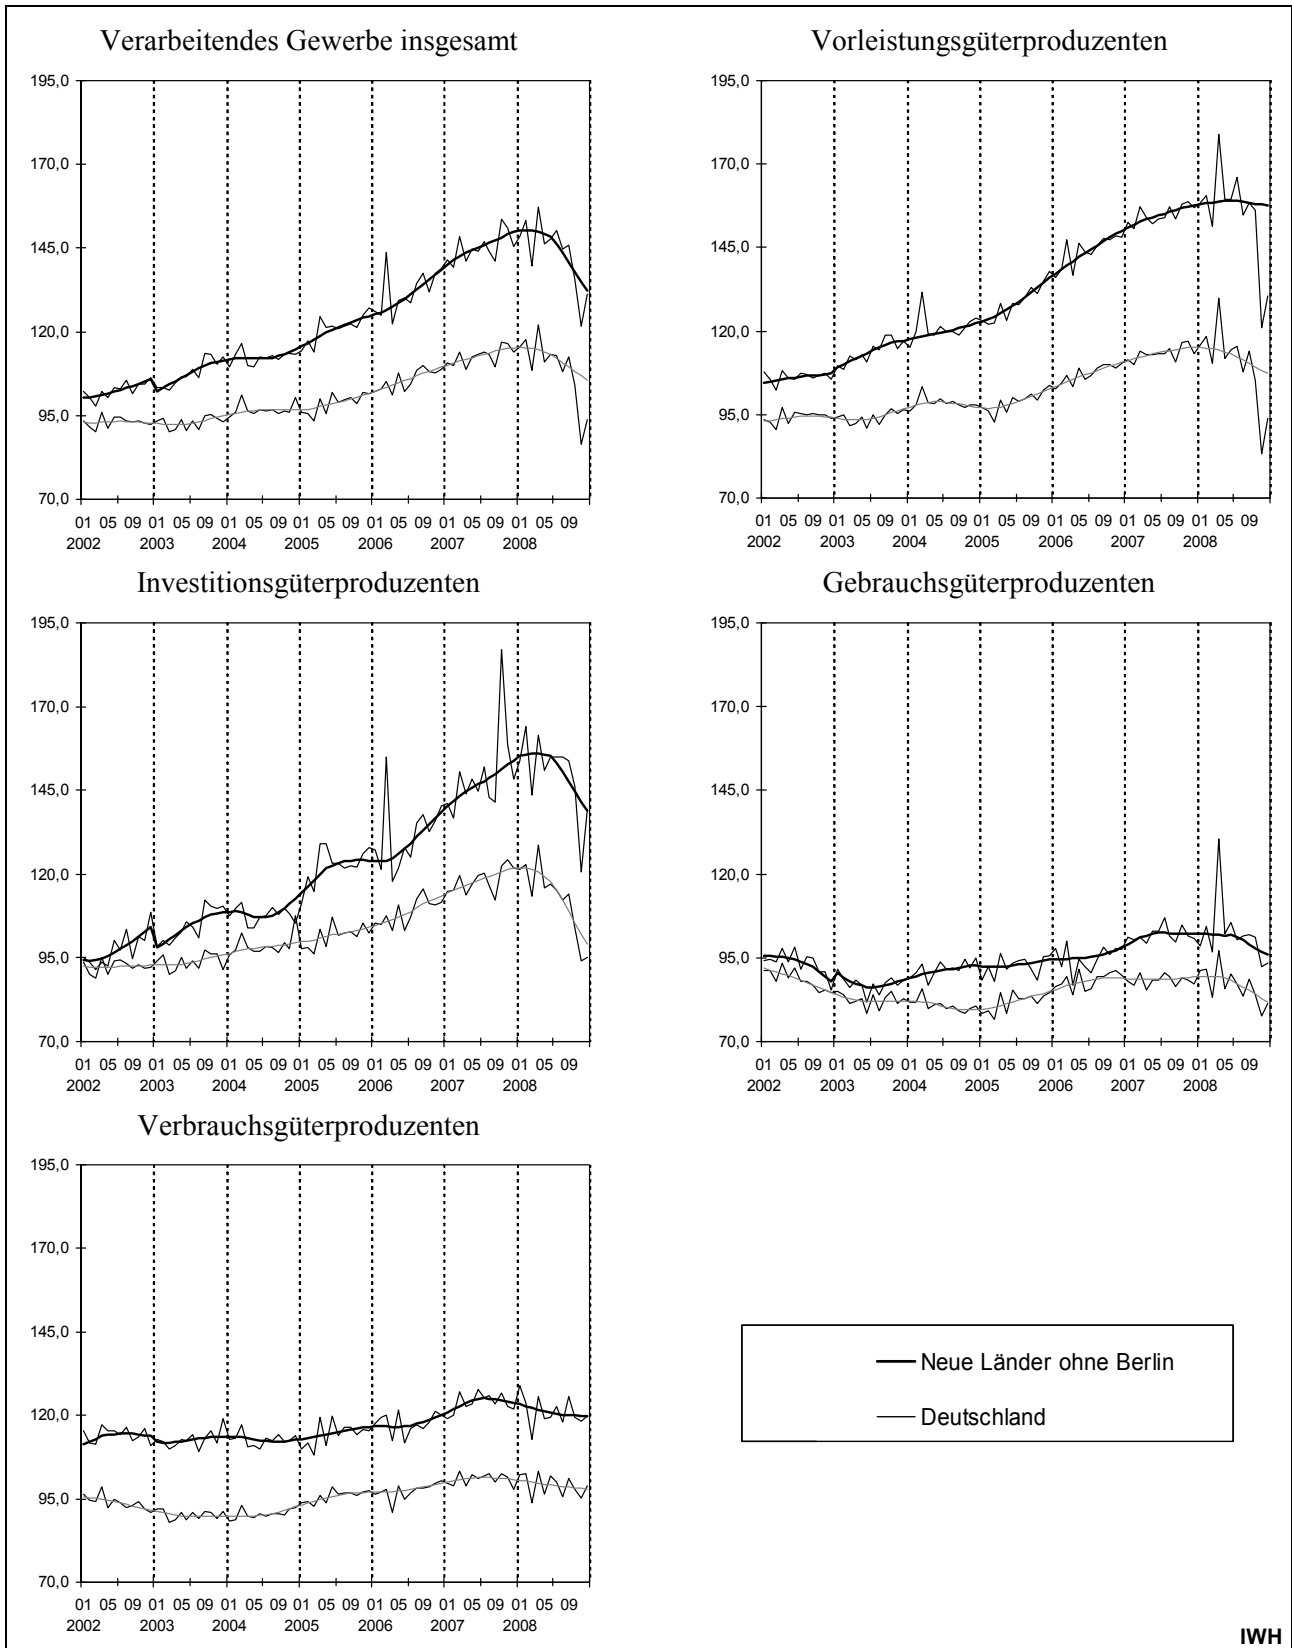 Verarbeitendes Gewerbe insgesamt
195,0
170,0
145,0
120,0
95,0
70,0
01 05 09 01 05 09 01 05 09 01 05 09 01 05 09 01 05 09 01 05 09
2002 2003 2004 2005 2006 2007 2008
Vorleistungsgüterproduzenten
195,0
170,0
145,0
120,0
95,0
70,0
01 05 09 01 05 09 01 05 09 01 05 09 01 05 09 01 05 09 01 05 09
2002 2003 2004 2005 2006 2007 2008
Investitionsgüterproduzenten
195,0
170,0
145,0
120,0
95,0
70,0
01 05 09 01 05 09 01 05 09 01 05 09 01 05 09 01 05 09 01 05 09
2002 2003 2004 2005 2006 2007 2008
Gebrauchsgüterproduzenten
195,0
170,0
145,0
120,0
95,0
70,0
01 05 09 01 05 09 01 05 09 01 05 09 01 05 09 01 05 09 01 05 09
2002 2003 2004 2005 2006 2007 2008
Verbrauchsgüterproduzenten
195,0
170,0
145,0
120,0
95,0
70,0
01 05 09 01 05 09 01 05 09 01 05 09 01 05 09 01 05 09 01 05 09
2002 2003 2004 2005 2006 2007 2008
Neue Länder ohne Berlin
Deutschland
IWH